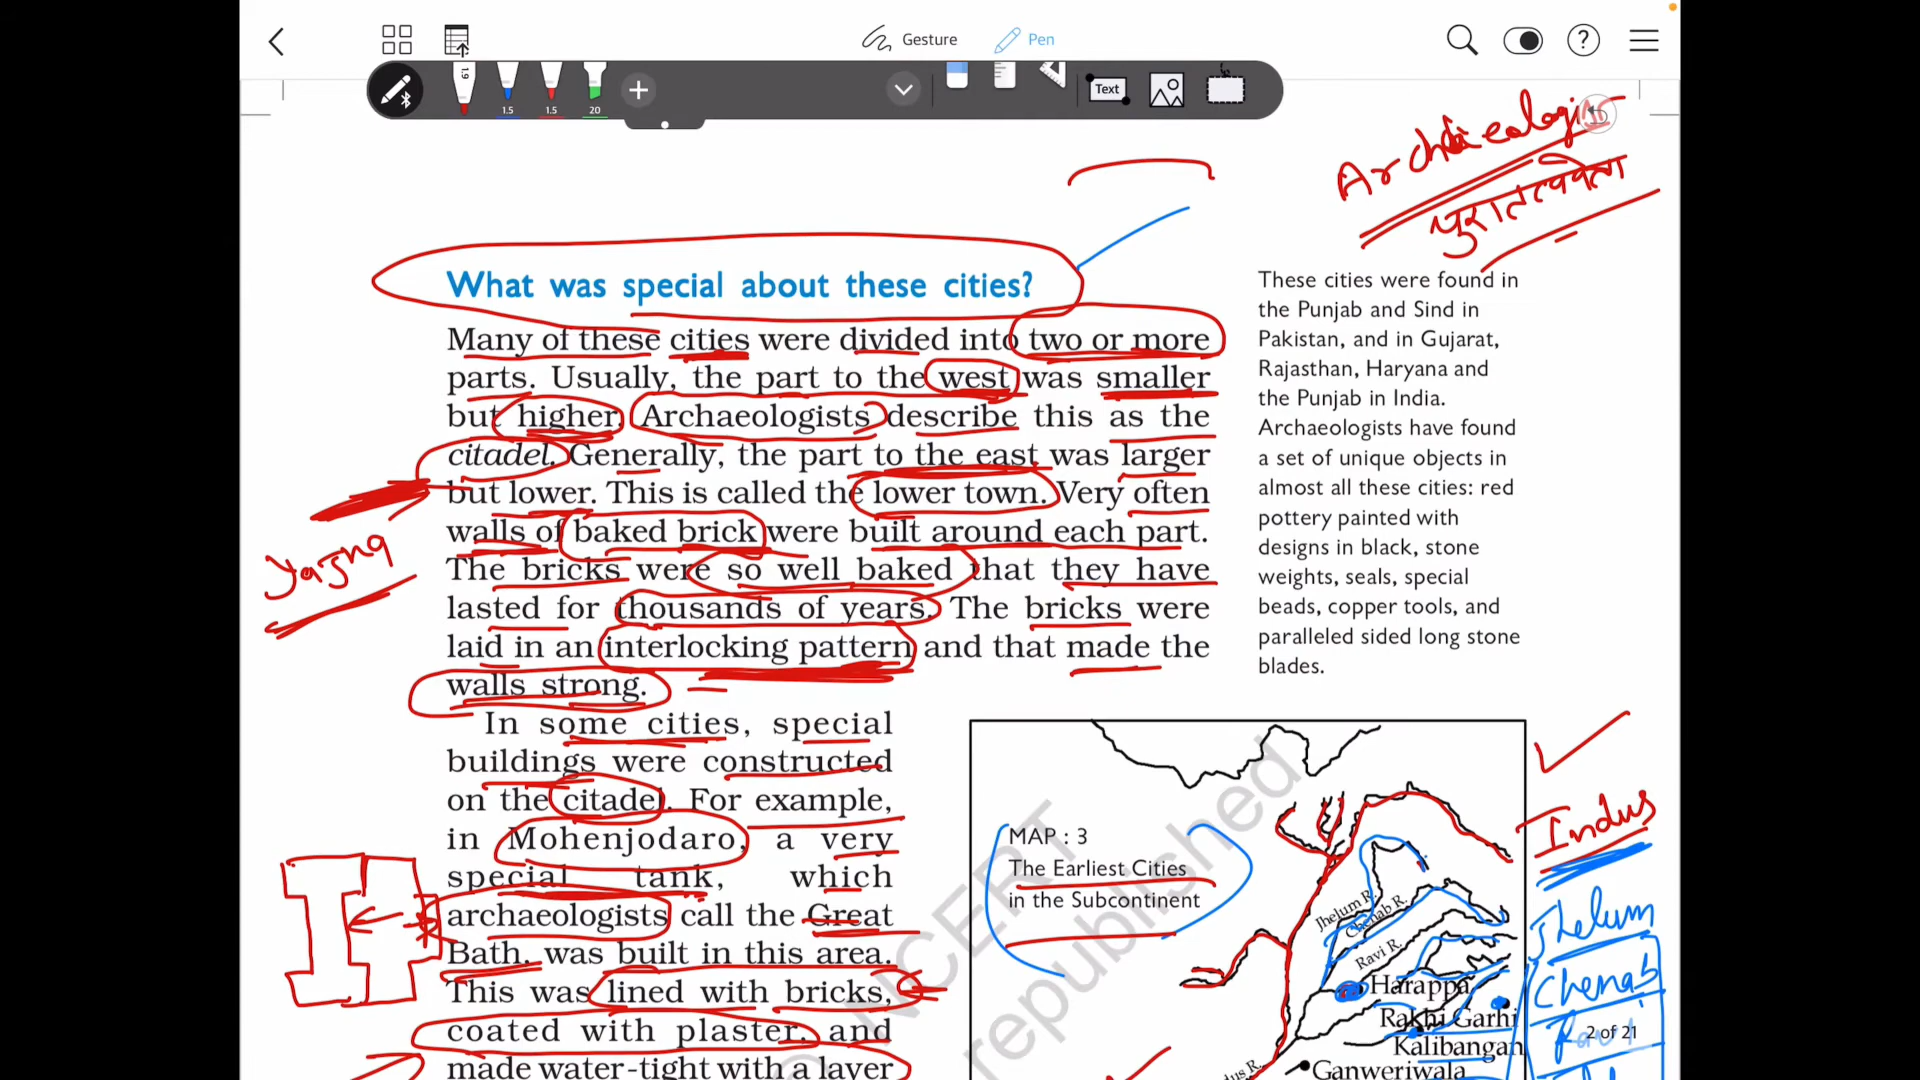 Gesture
Pen
1.9
1.5
1.5
20
Text
पुरातत्ववेत्ता
What was special about these cities?
Many of these cities were divided into two or more
parts. Usually, the part to the west was smaller
but higher. Archaeologists describe this as the
citadel. Generally, the part to the east was larger
but lower. This is called the lower town. Very often
walls of baked brick were built around each part.
The bricks were so well baked that they have
lasted for thousands of years. The bricks were
laid in an interlocking pattern and that made the
walls strong.
In some cities, special
buildings were constructed
on the citadel. For example,
in Mohenjodaro, a very
special tank, which
archaeologists call the Great
Bath, was built in this area.
This was lined with bricks,
coated with plaster, and
made water-tight with a layer
Yajna
These cities were found in
the Punjab and Sind in
Pakistan, and in Gujarat,
Rajasthan, Haryana and
the Punjab in India.
Archaeologists have found
a set of unique objects in
almost all these cities: red
pottery painted with
designs in black, stone
weights, seals, special
beads, copper tools, and
paralleled sided long stone
blades.
MAP : 3
The Earliest Cities
in the Subcontinent
NCERT
republished
Jhelum R.
Chenab R.
Ravi R.
Harappa
Rakhi Garhi
Kalibangan
Ganweriwala
Indus
Jhelum
Chenab
Ravi
2 of 21